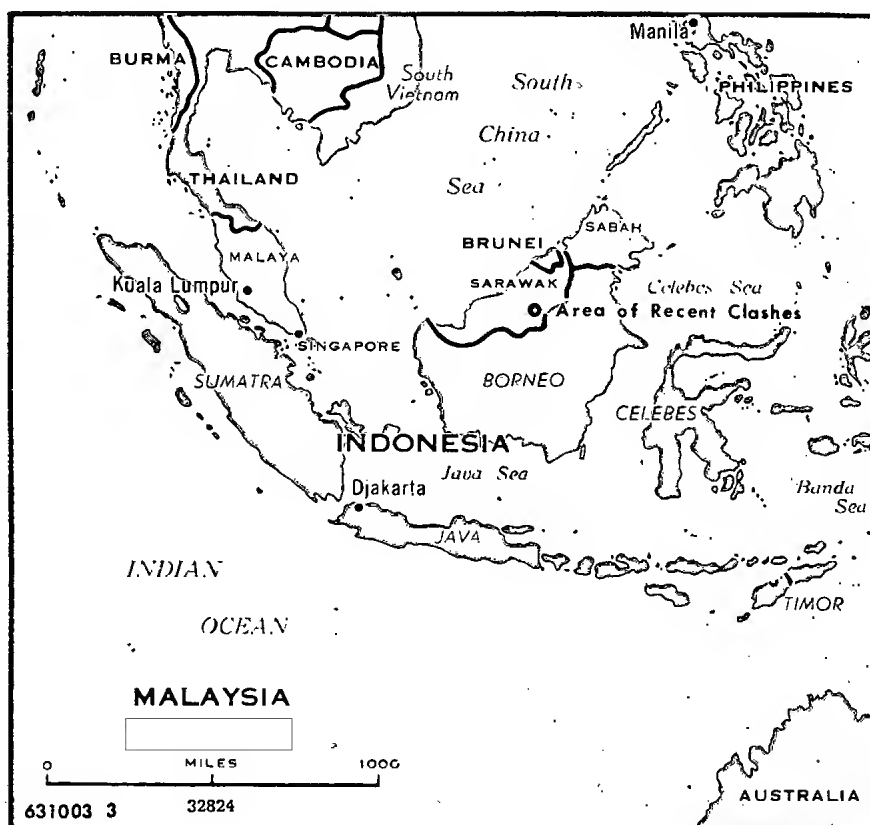 Manila
BURMA
CAMBODIA
South
Vietnam
South
China
Sea
PHILIPPINES
THAILAND
MALAYA
Kuala Lumpur
SINGAPORE
SUMATRA
BRUNEI
SABAH
SARAWAK
Celebes Sea
Area of Recent Clashes
BORNEO
CELEBES
INDONESIA
Java Sea
Banda
Sea
Djakarta
JAVA
TIMOR
INDIAN
OCEAN
MALAYSIA
0 MILES 1000
631003 3 32824
AUSTRALIA